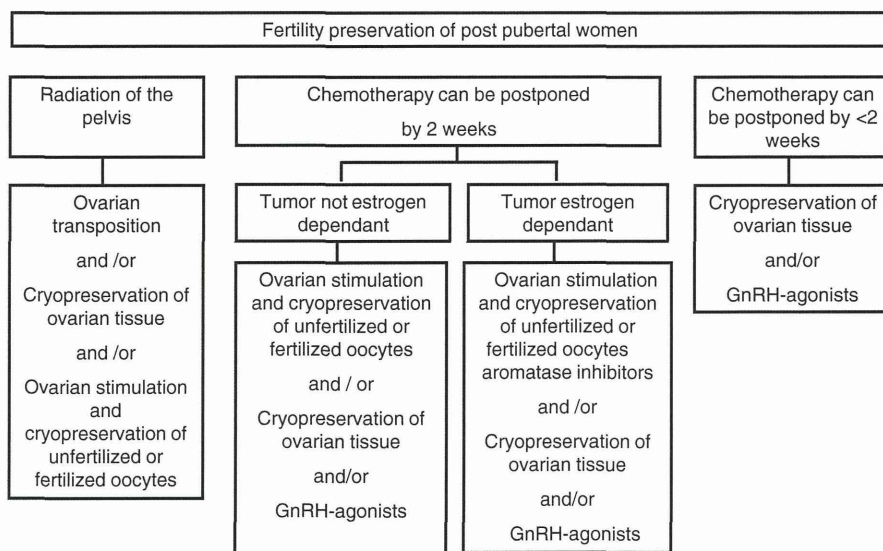 Fertility preservation of post pubertal women
Radiation of the
pelvis
Ovarian
transposition
and /or
Cryopreservation of
ovarian tissue
and /or
Ovarian stimulation
and
cryopreservation of
unfertilized or
fertilized oocytes
Chemotherapy can be postponed
by 2 weeks
Tumor not estrogen
dependant
Ovarian stimulation
and cryopreservation
of unfertilized or
fertilized oocytes
and / or
Cryopreservation of
ovarian tissue
and/or
GnRH-agonists
Tumor estrogen
dependant
Ovarian stimulation
and cryopreservation
of unfertilized or
fertilized oocytes
aromatase inhibitors
and /or
Cryopreservation of
ovarian tissue
and/or
GnRH-agonists
Chemotherapy can
be postponed by <2
weeks
Cryopreservation of
ovarian tissue
and/or
GnRH-agonists